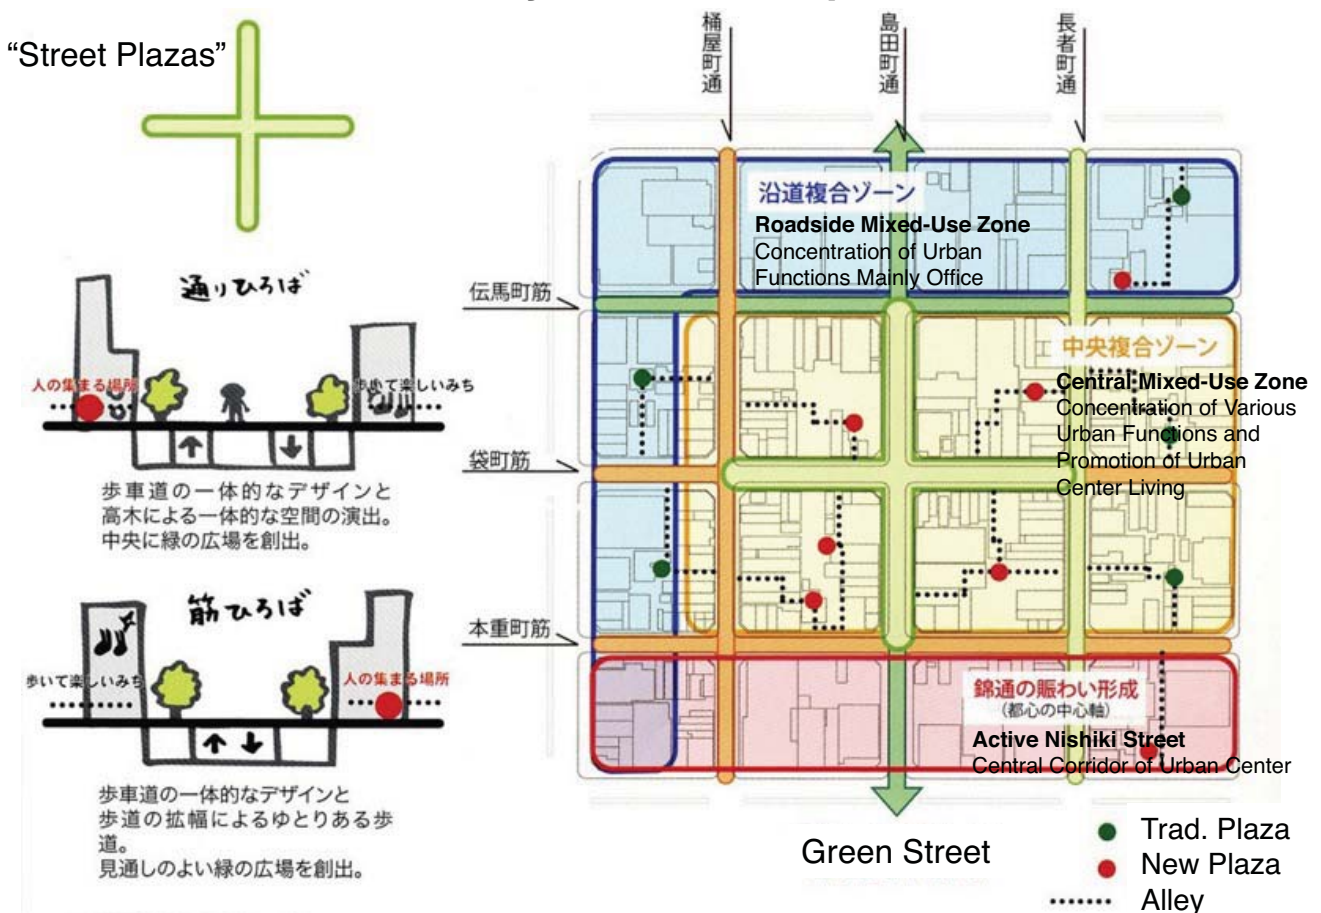 “Street Plazas”
通りひろば
人の集まる場所
歩いて楽しいみち
歩車道の一体的なデザインと
高木による一体的な空間の演出。
中央に緑の広場を創出。
筋ひろば
歩いて楽しいみち
人の集まる場所
歩車道の一体的なデザインと
歩道の拡幅によるゆとりある歩
道。
見通しのよい緑の広場を創出。
桶屋町通
島田町通
長者町通
伝馬町筋
袋町筋
本重町筋
沿道複合ゾーン
Roadside Mixed-Use Zone
Concentration of Urban
Functions Mainly Office
中央複合ゾーン
Central Mixed-Use Zone
Concentration of Various
Urban Functions and
Promotion of Urban
Center Living
錦通の賑わい形成
(都心の中心軸)
Active Nishiki Street
Central Corridor of Urban Center
Green Street
Trad. Plaza
New Plaza
Alley